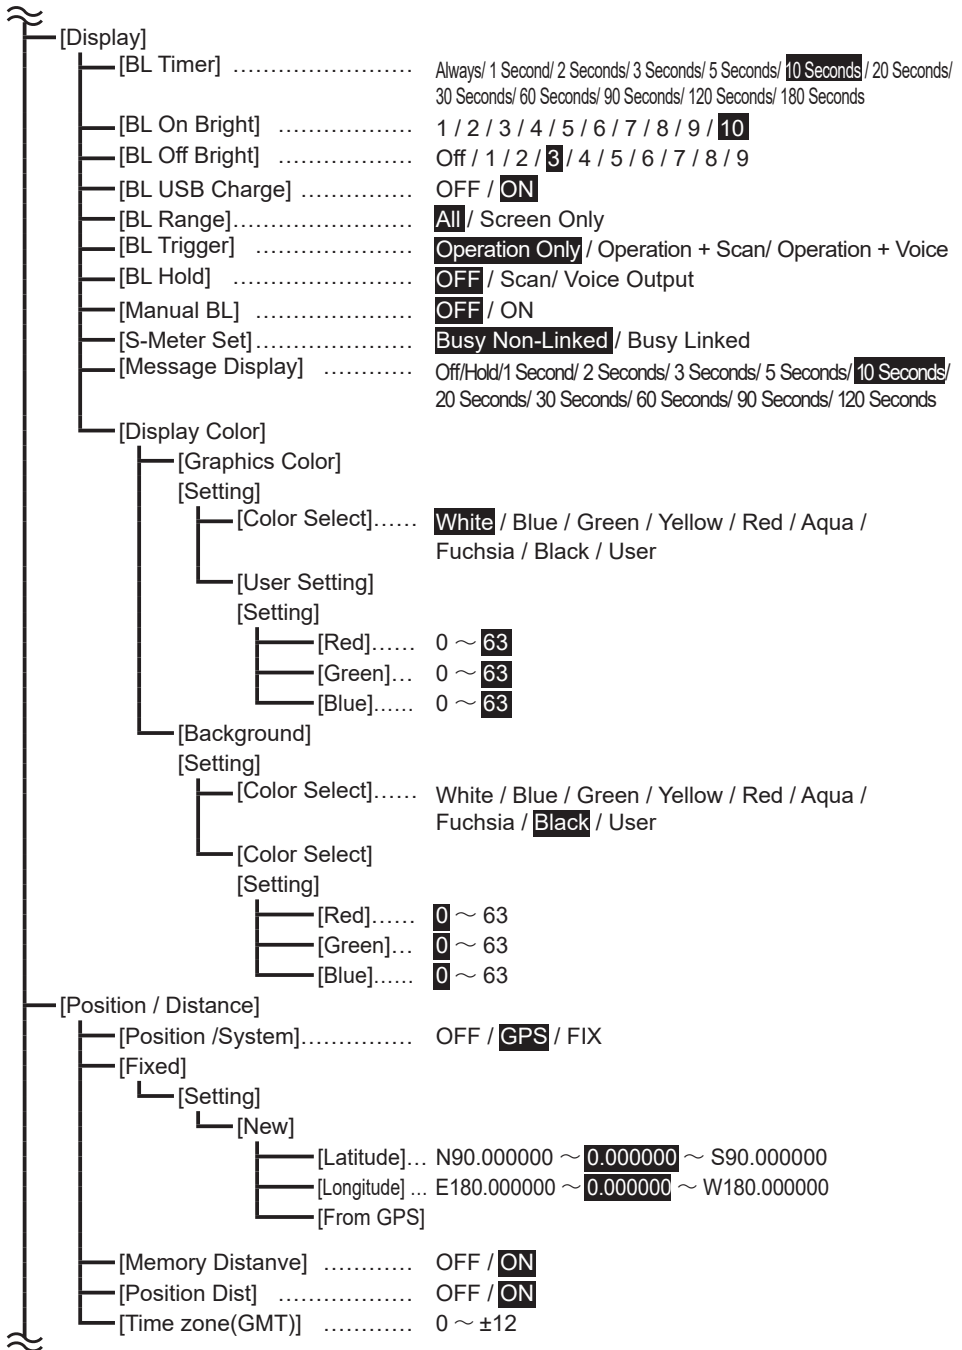 [Display]
[BL Timer] ........................ Always/ 1 Second/ 2 Seconds/ 3 Seconds/ 5 Seconds/ 10 Seconds / 20 Seconds/
30 Seconds/ 60 Seconds/ 90 Seconds/ 120 Seconds/ 180 Seconds
[BL On Bright] .................. 1 / 2 / 3 / 4 / 5 / 6 / 7 / 8 / 9 / 10
[BL Off Bright] .................. Off / 1 / 2 / 3 / 4 / 5 / 6 / 7 / 8 / 9
[BL USB Charge] ............... OFF / ON
[BL Range]........................ All / Screen Only
[BL Trigger] ..................... Operation Only / Operation + Scan/ Operation + Voice
[BL Hold] ........................ OFF / Scan/ Voice Output
[Manual BL] ..................... OFF / ON
[S-Meter Set]..................... Busy Non-Linked / Busy Linked
[Message Display] ............ Off/Hold/1 Second/ 2 Seconds/ 3 Seconds/ 5 Seconds/ 10 Seconds/
20 Seconds/ 30 Seconds/ 60 Seconds/ 90 Seconds/ 120 Seconds
[Display Color]
[Graphics Color]
[Setting]
[Color Select]...... White / Blue / Green / Yellow / Red / Aqua /
Fuchsia / Black / User
[User Setting]
[Setting]
[Red]...... 0 ～ 63
[Green]... 0 ～ 63
[Blue]...... 0 ～ 63
[Background]
[Setting]
[Color Select]...... White / Blue / Green / Yellow / Red / Aqua /
Fuchsia / Black / User
[Color Select]
[Setting]
[Red]...... 0 ～ 63
[Green]... 0 ～ 63
[Blue]...... 0 ～ 63
[Position / Distance]
[Position /System]............... OFF / GPS / FIX
[Fixed]
[Setting]
[New]
[Latitude]... N90.000000 ～ 0.000000 ～ S90.000000
[Longitude] ... E180.000000 ～ 0.000000 ～ W180.000000
[From GPS]
[Memory Distanve] ............ OFF / ON
[Position Dist] .................. OFF / ON
[Time zone(GMT)] ............ 0 ～ ±12